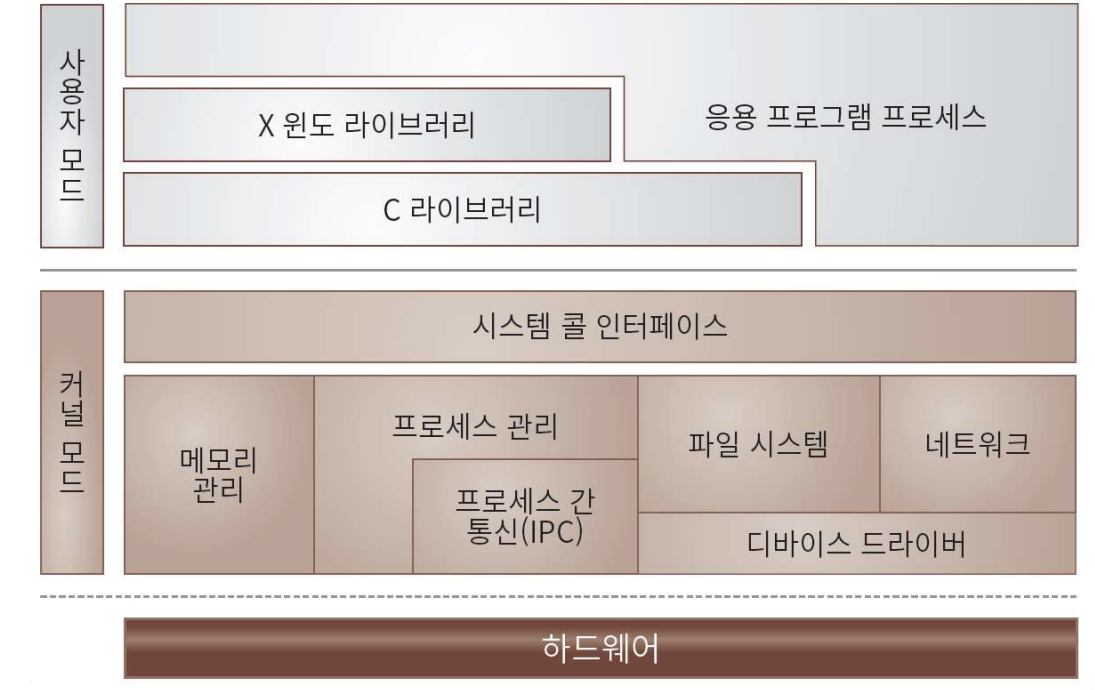 사용자 모드
응용 프로그램 프로세스
X 윈도 라이브러리
C 라이브러리
커널 모드
시스템 콜 인터페이스
메모리
관리
프로세스 관리
프로세스 간
통신(IPC)
파일 시스템
네트워크
디바이스 드라이버
하드웨어